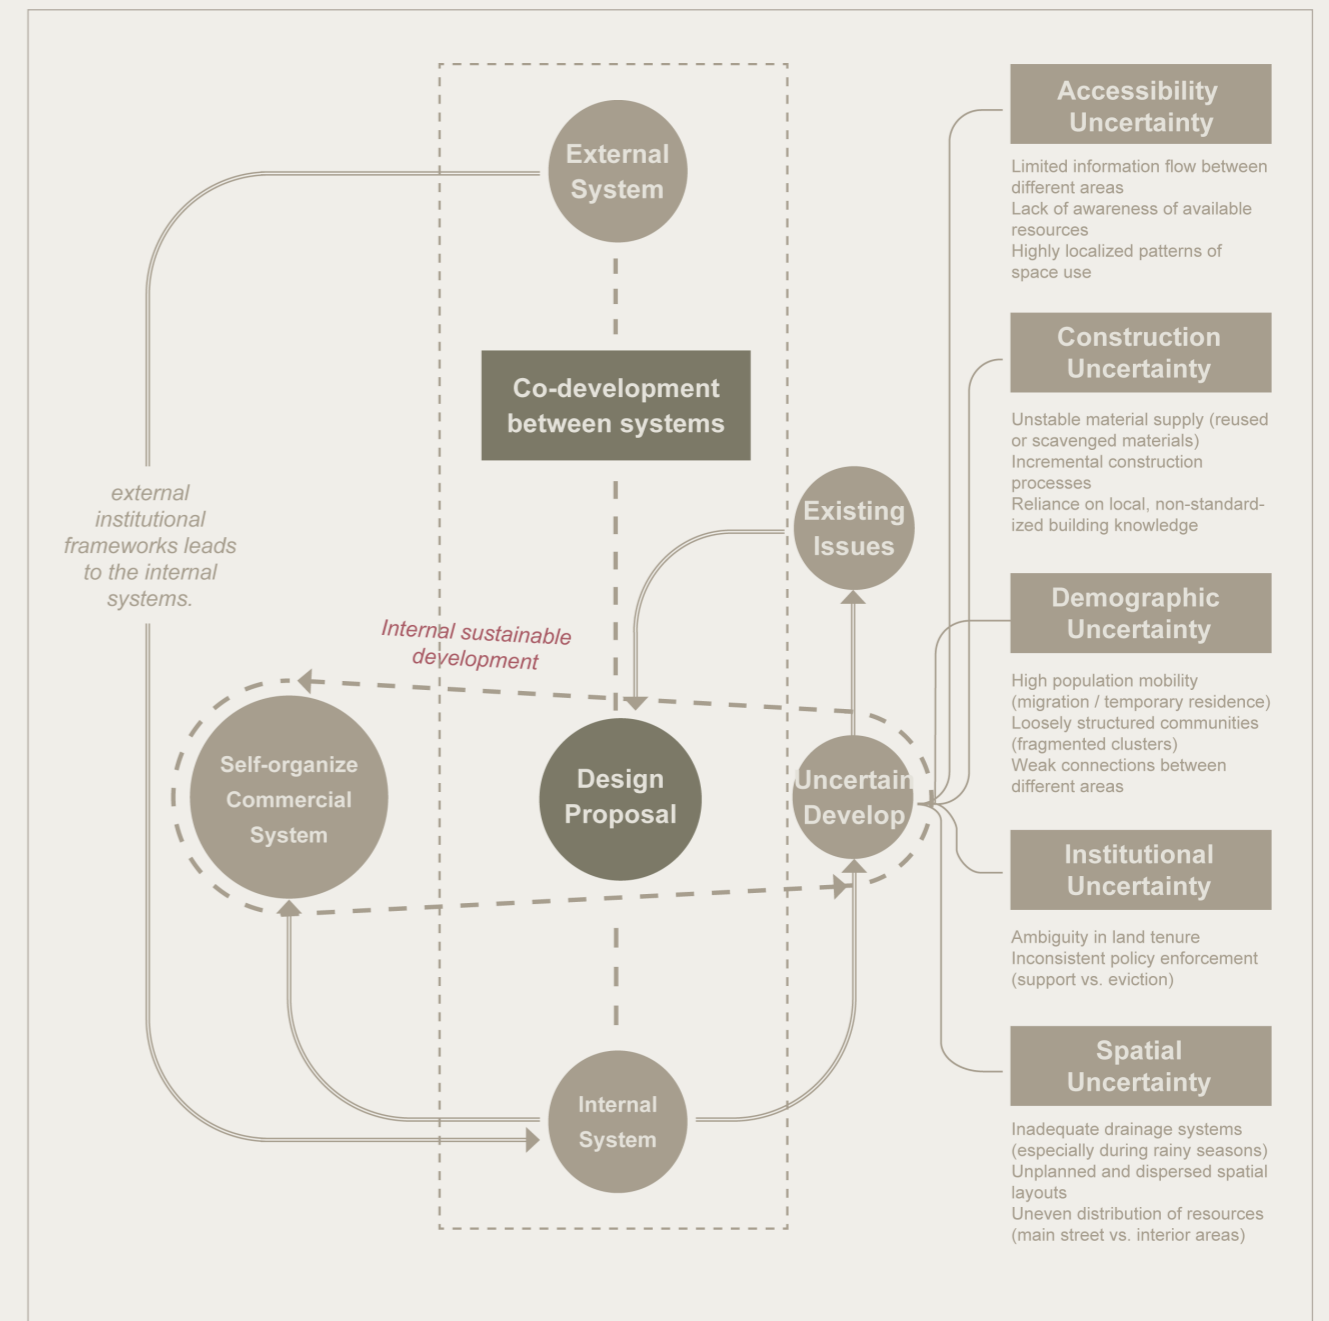 External
System
Co-development
between systems
external
institutional
frameworks leads
to the internal
systems.
Existing
Issues
Internal sustainable
development
Self-organize
Commercial
System
Design
Proposal
Uncertain
Develop
Internal
System
Accessibility
Uncertainty
Limited information flow between
different areas
Lack of awareness of available
resources
Highly localized patterns of
space use
Construction
Uncertainty
Unstable material supply (reused
or scavenged materials)
Incremental construction
processes
Reliance on local, non-standard-
ized building knowledge
Demographic
Uncertainty
High population mobility
(migration / temporary residence)
Loosely structured communities
(fragmented clusters)
Weak connections between
different areas
Institutional
Uncertainty
Ambiguity in land tenure
Inconsistent policy enforcement
(support vs. eviction)
Spatial
Uncertainty
Inadequate drainage systems
(especially during rainy seasons)
Unplanned and dispersed spatial
layouts
Uneven distribution of resources
(main street vs. interior areas)